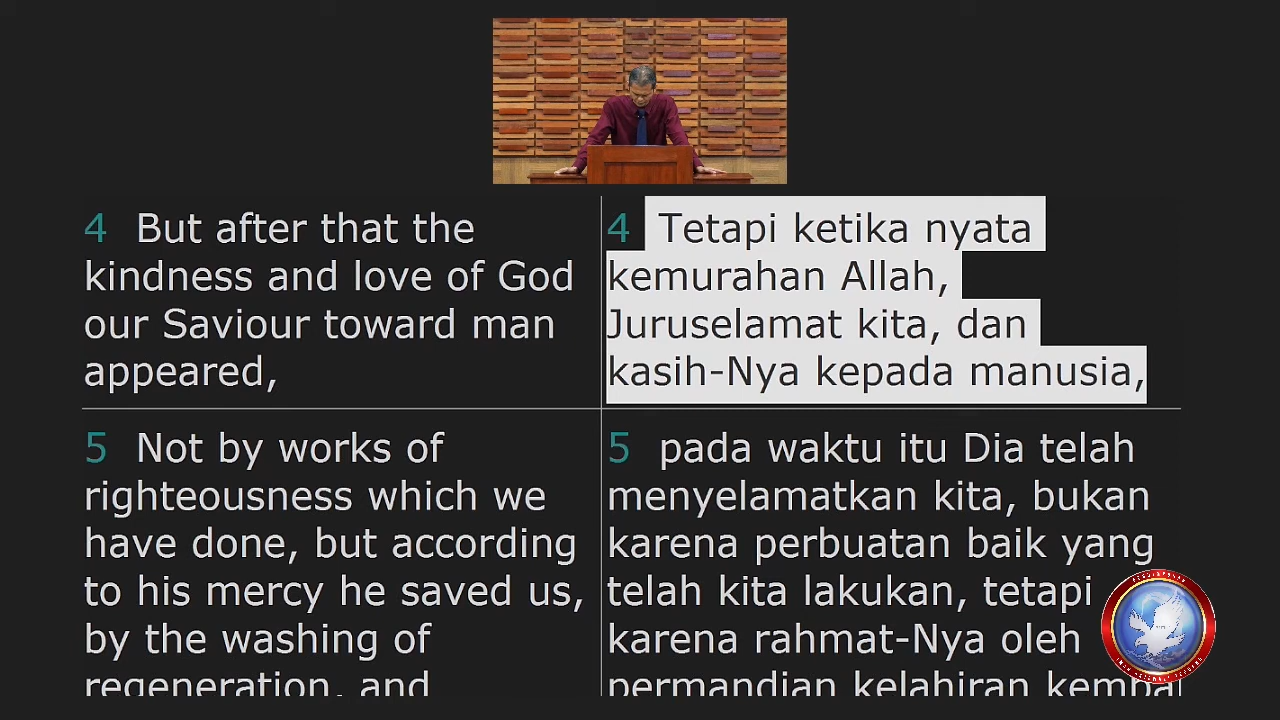 4 But after that the
kindness and love of God
our Saviour toward man
appeared,
4 Tetapi ketika nyata
kemurahan Allah,
Juruselamat kita, dan
kasih-Nya kepada manusia,
5 Not by works of
righteousness which we
have done, but according
to his mercy he saved us,
by the washing of
regeneration, and
5 pada waktu itu Dia telah
menyelamatkan kita, bukan
karena perbuatan baik yang
telah kita lakukan, tetapi
karena rahmat-Nya oleh
permandian kelahiran kembal